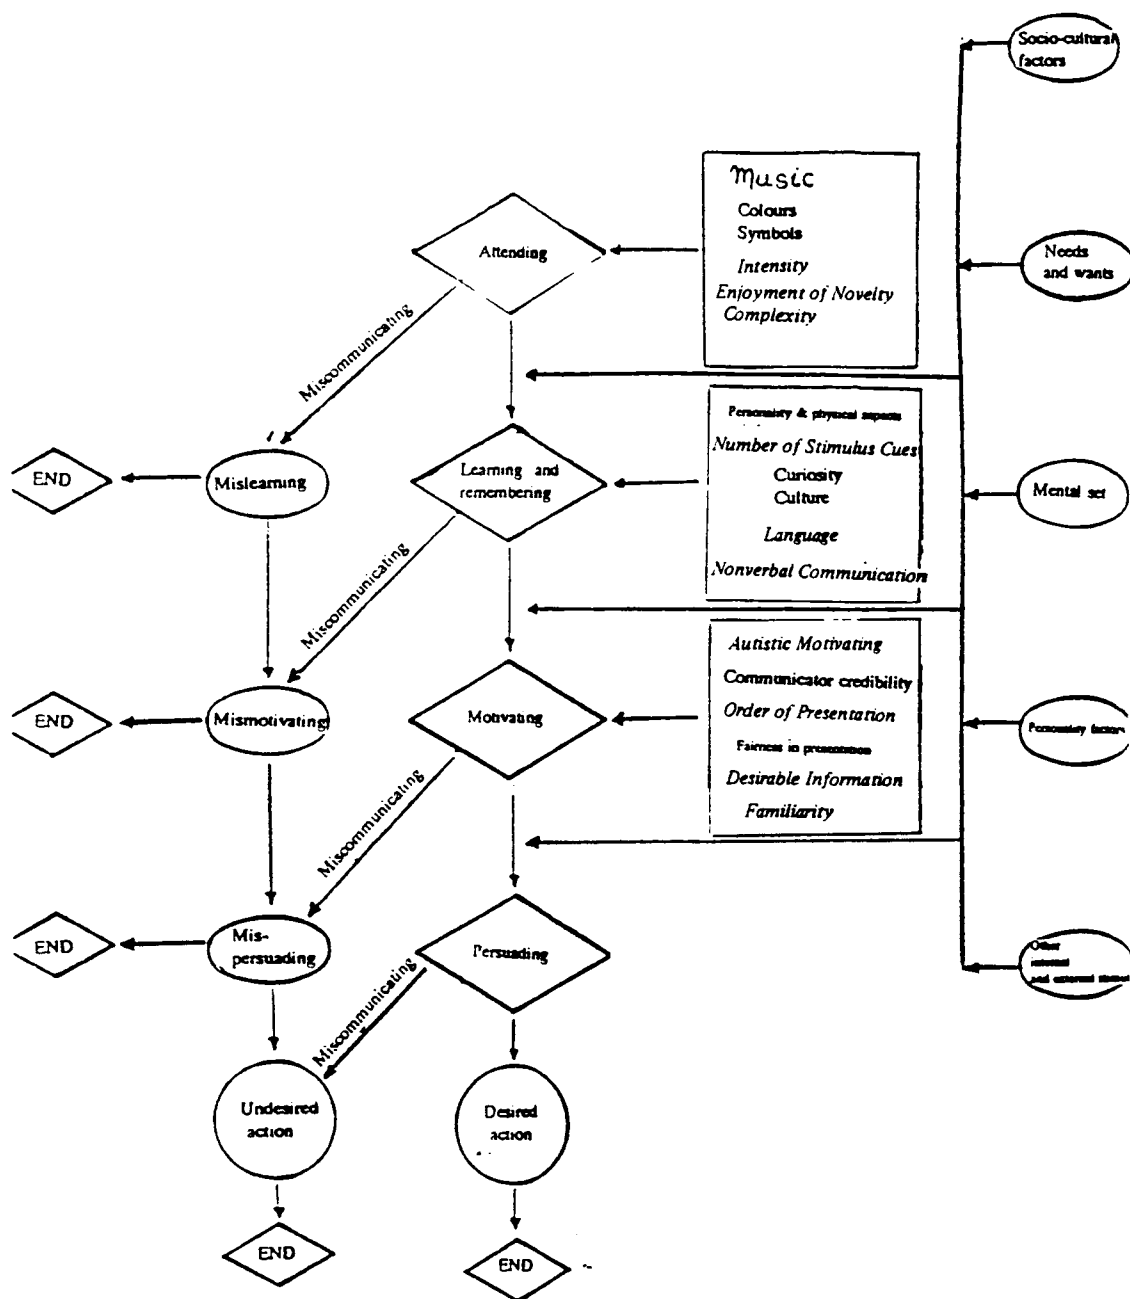 Socio-cultural
factors
Music
Colours
Symbols
Intensity
Enjoyment of Novelty
Complexity
Attending
Needs
and wants
Miscommunicating
Personality & physical aspects
Number of Stimulus Cues
Curiosity
Culture
Language
Nonverbal Communication
Learning and
remembering
Mislearning
END
Mental set
Miscommunicating
Autistic Motivating
Communicator credibility
Order of Presentation
Fairness in presentation
Desirable Information
Familiarity
Motivating
Mismotivating
END
Personality factors
Miscommunicating
Persuading
Mis-
persuading
END
Other
internal
and external
Miscommunicating
Undesired
action
Desired
action
END
END